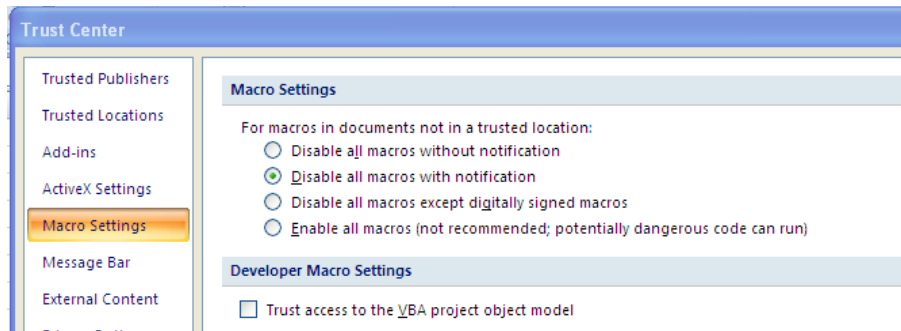 Trust Center
Trusted Publishers
Trusted Locations
Add-ins
ActiveX Settings
Macro Settings
Message Bar
External Content
Macro Settings
For macros in documents not in a trusted location:
Disable all macros without notification
Disable all macros with notification
Disable all macros except digitally signed macros
Enable all macros (not recommended; potentially dangerous code can run)
Developer Macro Settings
Trust access to the VBA project object model